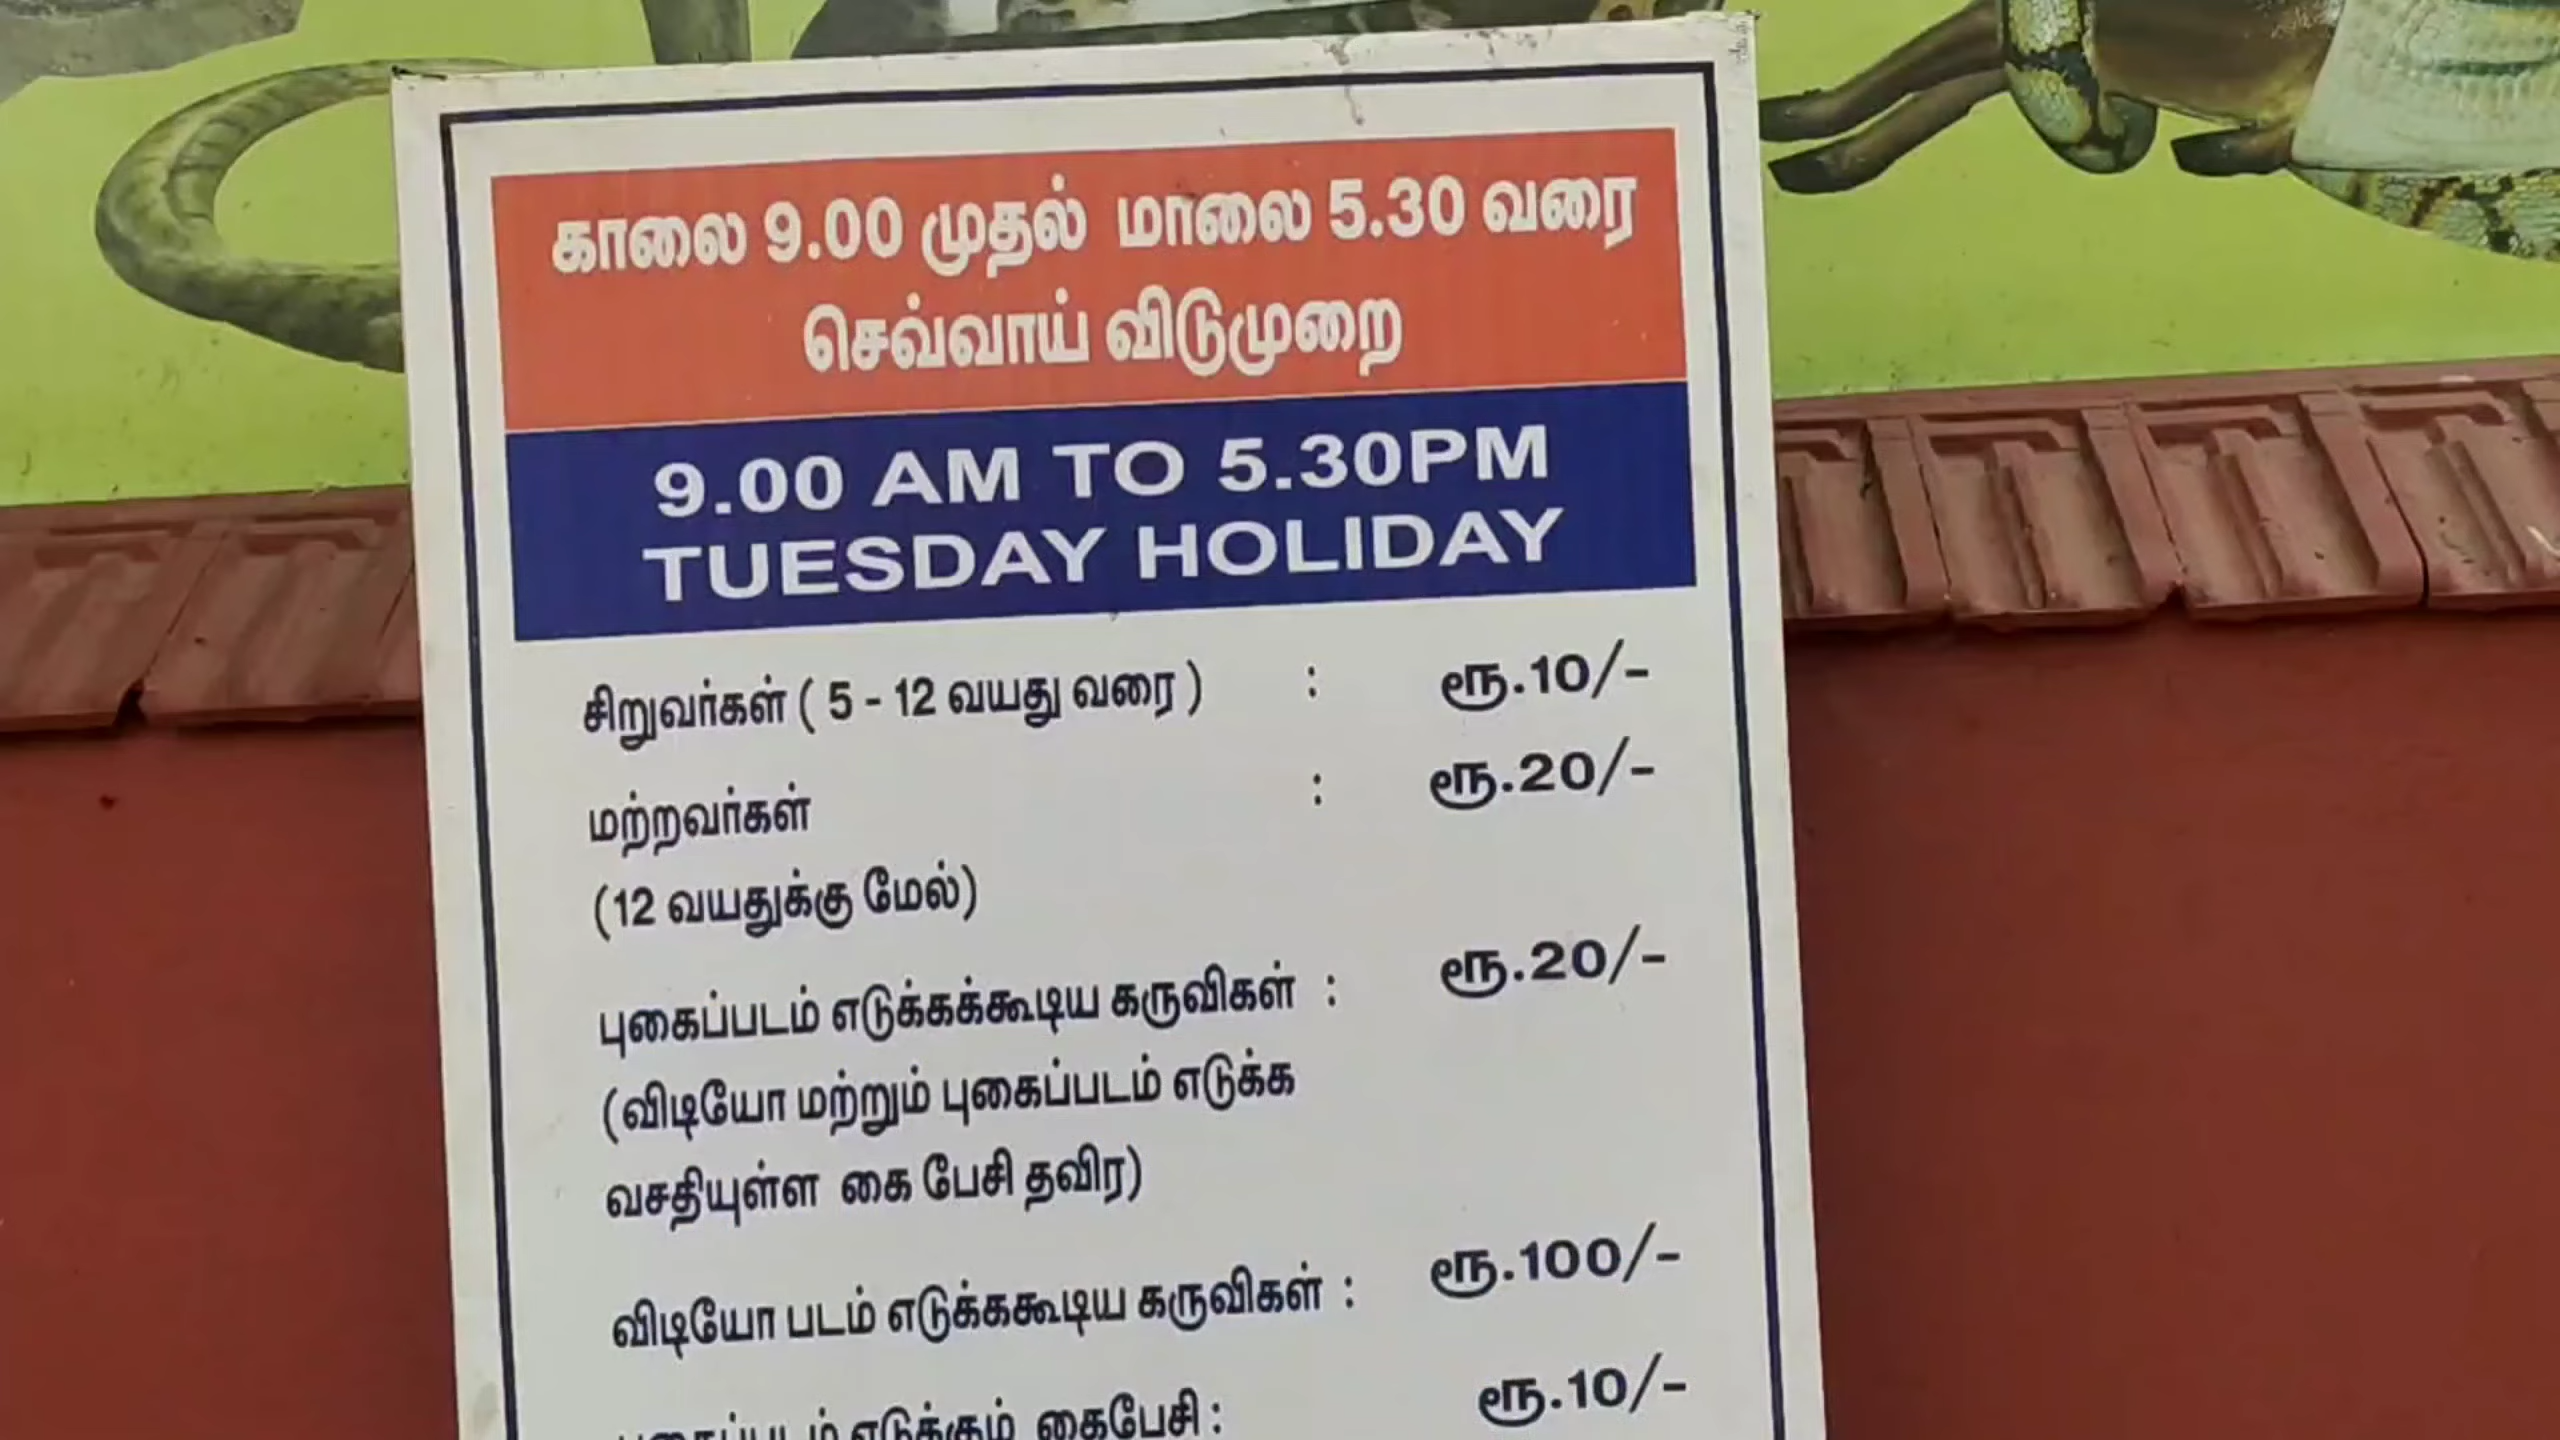 காலை 9.00 முதல் மாலை 5.30 வரை
செவ்வாய் விடுமுறை
9.00 AM TO 5.30PM
TUESDAY HOLIDAY
சிறுவர்கள் ( 5 - 12 வயது வரை ) : ரூ.10/-
மற்றவர்கள் : ரூ.20/-
(12 வயதுக்கு மேல்)
புகைப்படம் எடுக்கக்கூடிய கருவிகள் : ரூ.20/-
(விடியோ மற்றும் புகைப்படம் எடுக்க
வசதியுள்ள கை பேசி தவிர)
விடியோ படம் எடுக்ககூடிய கருவிகள் : ரூ.100/-
புகைப்படம் எடுக்கும் கைபேசி : ரூ.10/-